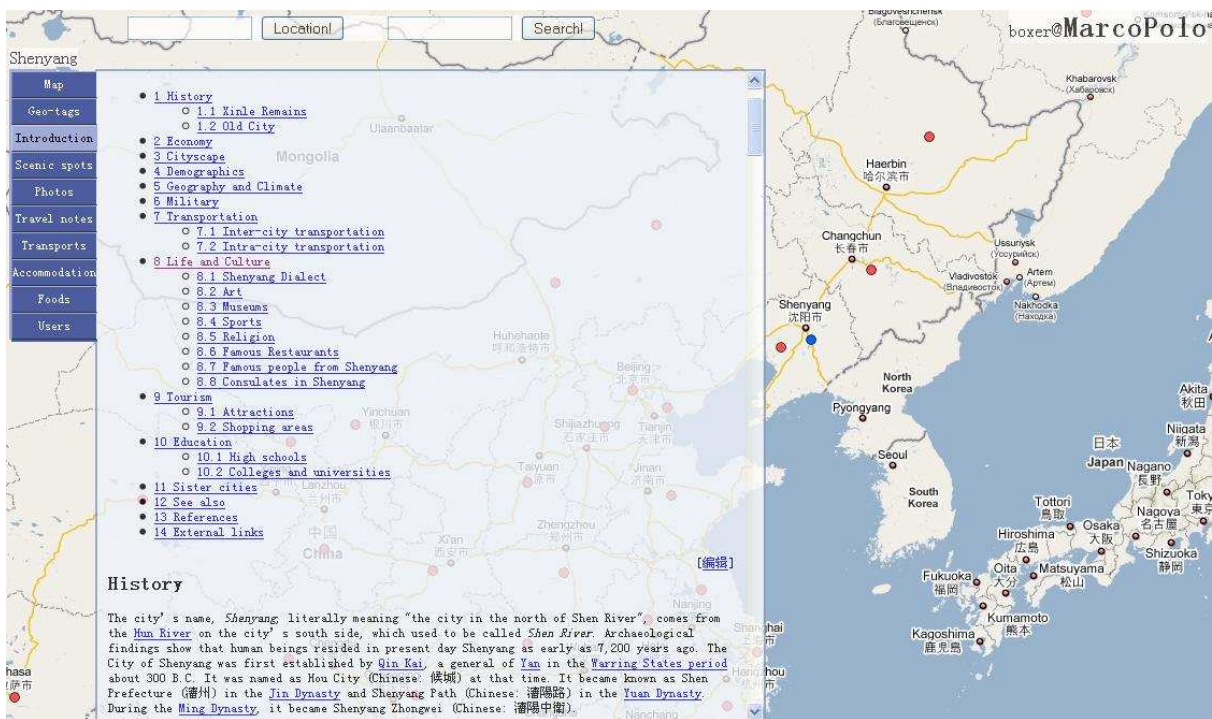 Location!
Search!
boxer@MarcoPolo
Shenyang
Map
Geo-tags
Introduction
Scenic spots
Photos
Travel notes
Transports
Accommodation
Foods
Users
1 History
1.1 Xinle Remains
1.2 Old City
2 Economy
3 Cityscape
4 Demographics
5 Geography and Climate
6 Military
7 Transportation
7.1 Inter-city transportation
7.2 Intra-city transportation
8 Life and Culture
8.1 Shenyang Dialect
8.2 Art
8.3 Museums
8.4 Sports
8.5 Religion
8.6 Famous Restaurants
8.7 Famous people from Shenyang
8.8 Consulates in Shenyang
9 Tourism
9.1 Attractions
9.2 Shopping areas
10 Education
10.1 High schools
10.2 Colleges and universities
11 Sister cities
12 See also
13 References
14 External links
[编辑]
History
The city's name, Shenyang, literally meaning "the city in the north of Shen River", comes from
the Hun River on the city's south side, which used to be called Shen River. Archaeological
findings show that human beings resided in present day Shenyang as early as 7,200 years ago. The
City of Shenyang was first established by Qin Kai, a general of Yan in the Warring States period
about 300 B.C. It was named as Hou City (Chinese: 候城) at that time. It became known as Shen
Prefecture (瀋州) in the Jin Dynasty and Shenyang Path (Chinese: 瀋陽路) in the Yuan Dynasty.
During the Ming Dynasty, it became Shenyang Zhongwei (Chinese: 瀋陽中衛).
Ulaanbaatar
Mongolia
Huhehaote
呼和浩特市
Beijing
北京市
Yinchuan
银川市
Shijiazhuang
石家庄市
Tianjin
天津市
Taiyuan
太原市
Jinan
济南市
Lanzhou
兰州市
中国
China
Xi'an
西安市
Zhengzhou
郑州市
Nanjing
Nanchang
Blagoveshchensk
(Благовещенск)
Khabarovsk
(Хабаровск)
Haerbin
哈尔滨市
Changchun
长春市
Ussuriysk
(Уссурийск)
Vladivostok
(Владивосток)
Artem
(Артем)
Nakhodka
(Находка)
Shenyang
沈阳市
North
Korea
Pyongyang
Seoul
South
Korea
Akita
秋田
Niigata
新潟
日本
Japan
Nagano
長野
Tottori
鳥取
Nagoya
名古屋
Hiroshima
広島
Osaka
大阪
Shizuoka
静岡
Fukuoka
福岡
Oita
大分
Matsuyama
松山
Kumamoto
熊本
Kagoshima
鹿児島